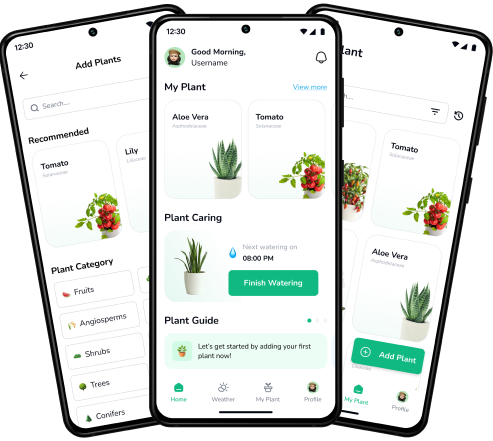 12:30
Add Plants
Search...
Recommended
Tomato
Solanaceae
Lily
Liliaceae
Plant Category
Fruits
Angiosperms
Shrubs
Trees
Conifers
12:30
Good Morning,
Username
My Plant
View more
Aloe Vera
Asphodelaceae
Tomato
Solanaceae
Plant Caring
Next watering on
08:00 PM
Finish Watering
Plant Guide
Let's get started by adding your first
plant now!
Home
Weather
My Plant
Profile
lant
Tomato
Solanaceae
Aloe Vera
Asphodelaceae
Add Plant
My Plant
Profile